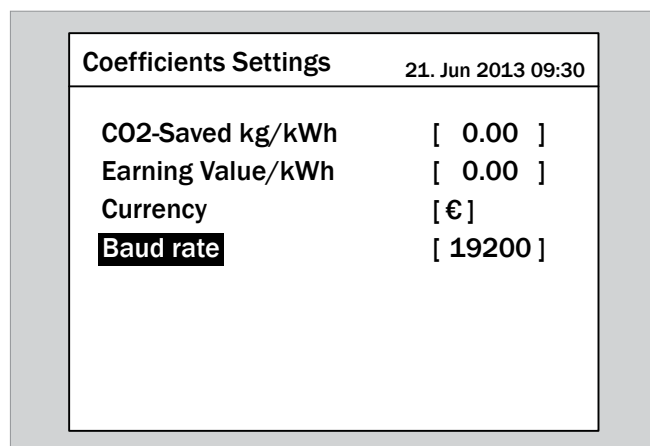 Coefficients Settings 21. Jun 2013 09:30
CO2-Saved kg/kWh [ 0.00 ]
Earning Value/kWh [ 0.00 ]
Currency [ € ]
Baud rate [ 19200 ]